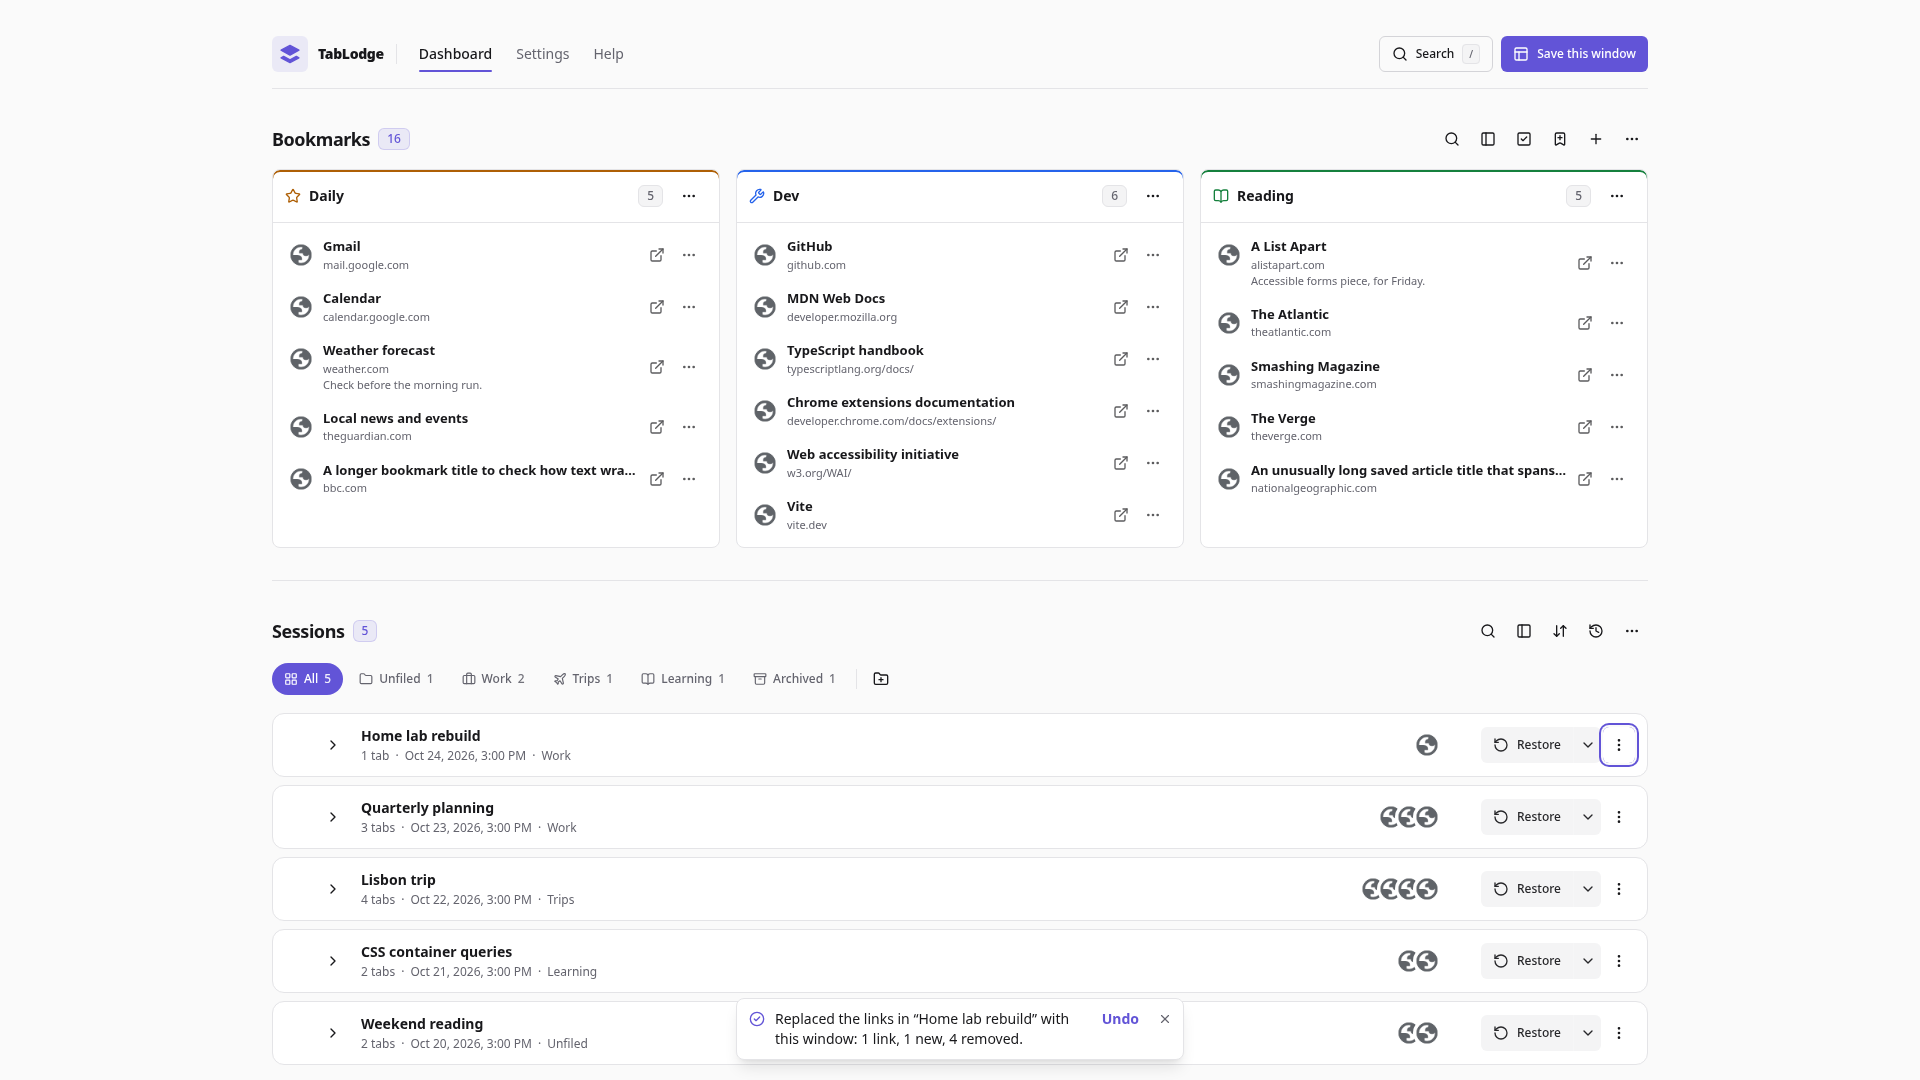 TabLodge
Dashboard
Settings
Help
Search /
Save this window
Bookmarks 16
Daily 5
Gmail
mail.google.com
Calendar
calendar.google.com
Weather forecast
weather.com
Check before the morning run.
Local news and events
theguardian.com
A longer bookmark title to check how text wra...
bbc.com
Dev 6
GitHub
github.com
MDN Web Docs
developer.mozilla.org
TypeScript handbook
typescriptlang.org/docs/
Chrome extensions documentation
developer.chrome.com/docs/extensions/
Web accessibility initiative
w3.org/WAI/
Vite
vite.dev
Reading 5
A List Apart
alistapart.com
Accessible forms piece, for Friday.
The Atlantic
theatlantic.com
Smashing Magazine
smashingmagazine.com
The Verge
theverge.com
An unusually long saved article title that spans...
nationalgeographic.com
Sessions 5
All 5
Unfiled 1
Work 2
Trips 1
Learning 1
Archived 1
Home lab rebuild
1 tab · Oct 24, 2026, 3:00 PM · Work
Restore
Quarterly planning
3 tabs · Oct 23, 2026, 3:00 PM · Work
Restore
Lisbon trip
4 tabs · Oct 22, 2026, 3:00 PM · Trips
Restore
CSS container queries
2 tabs · Oct 21, 2026, 3:00 PM · Learning
Restore
Weekend reading
2 tabs · Oct 20, 2026, 3:00 PM · Unfiled
Restore
Replaced the links in “Home lab rebuild” with
this window: 1 link, 1 new, 4 removed.
Undo